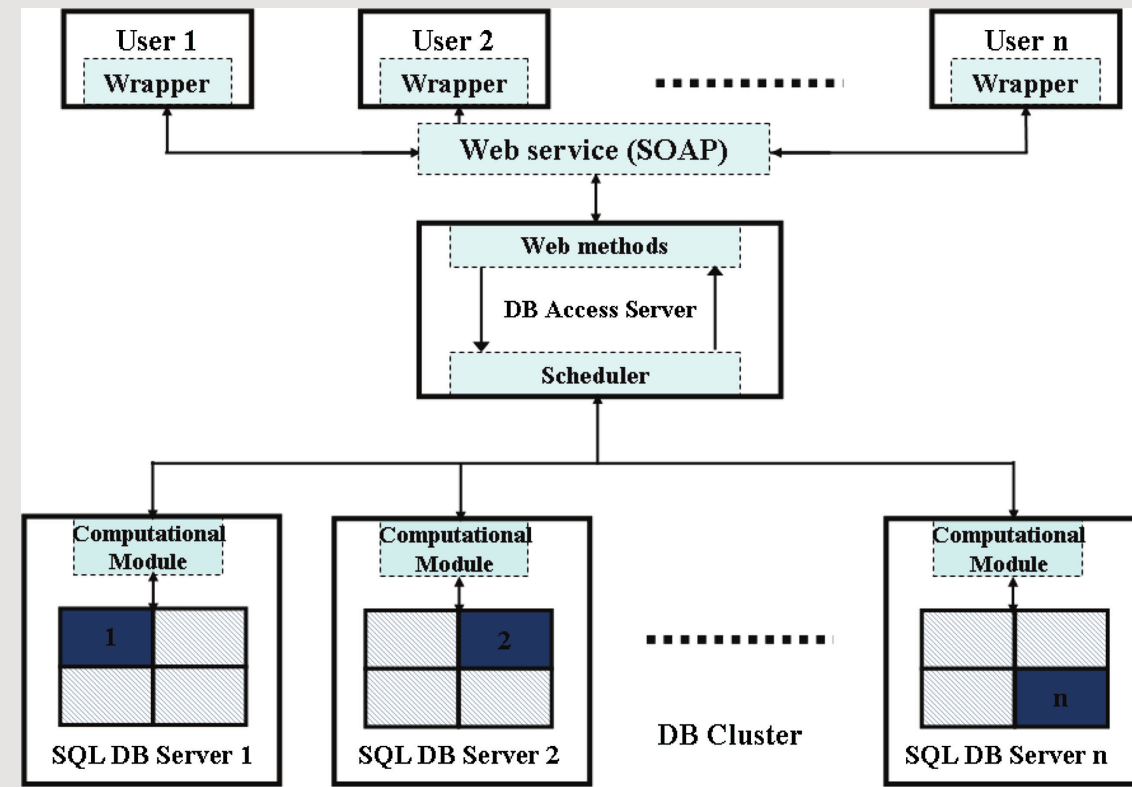 User 1
Wrapper
User 2
Wrapper
User n
Wrapper
Web service (SOAP)
Web methods
DB Access Server
Scheduler
Computational
Module
1
SQL DB Server 1
Computational
Module
2
SQL DB Server 2
DB Cluster
Computational
Module
n
SQL DB Server n